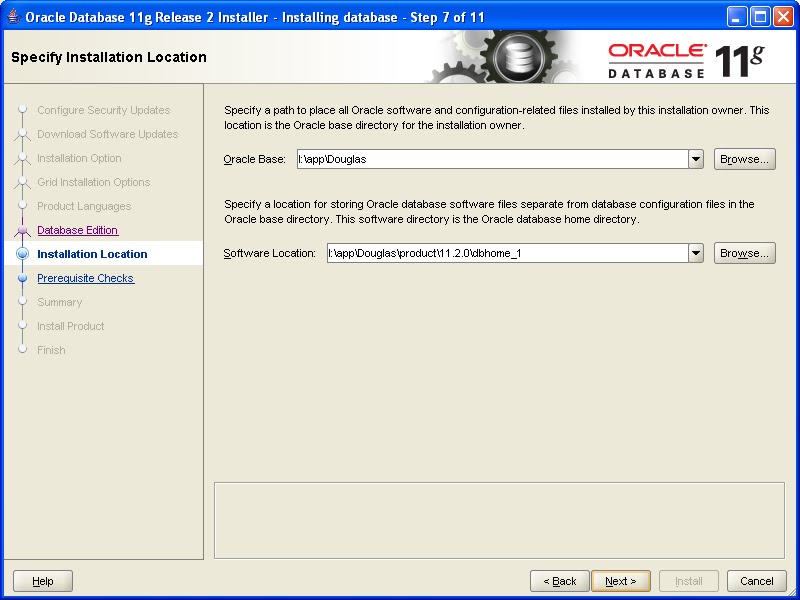 Oracle Database 11g Release 2 Installer - Installing database - Step 7 of 11
Specify Installation Location
ORACLE
DATABASE 11g
Configure Security Updates
Download Software Updates
Installation Option
Grid Installation Options
Product Languages
Database Edition
Installation Location
Prerequisite Checks
Summary
Install Product
Finish
Specify a path to place all Oracle software and configuration-related files installed by this installation owner. This
location is the Oracle base directory for the installation owner.
Oracle Base: I:\app\Douglas Browse...
Specify a location for storing Oracle database software files separate from database configuration files in the
Oracle base directory. This software directory is the Oracle database home directory.
Software Location: I:\app\Douglas\product\11.2.0\dbhome_1 Browse...
Help < Back Next > Install Cancel